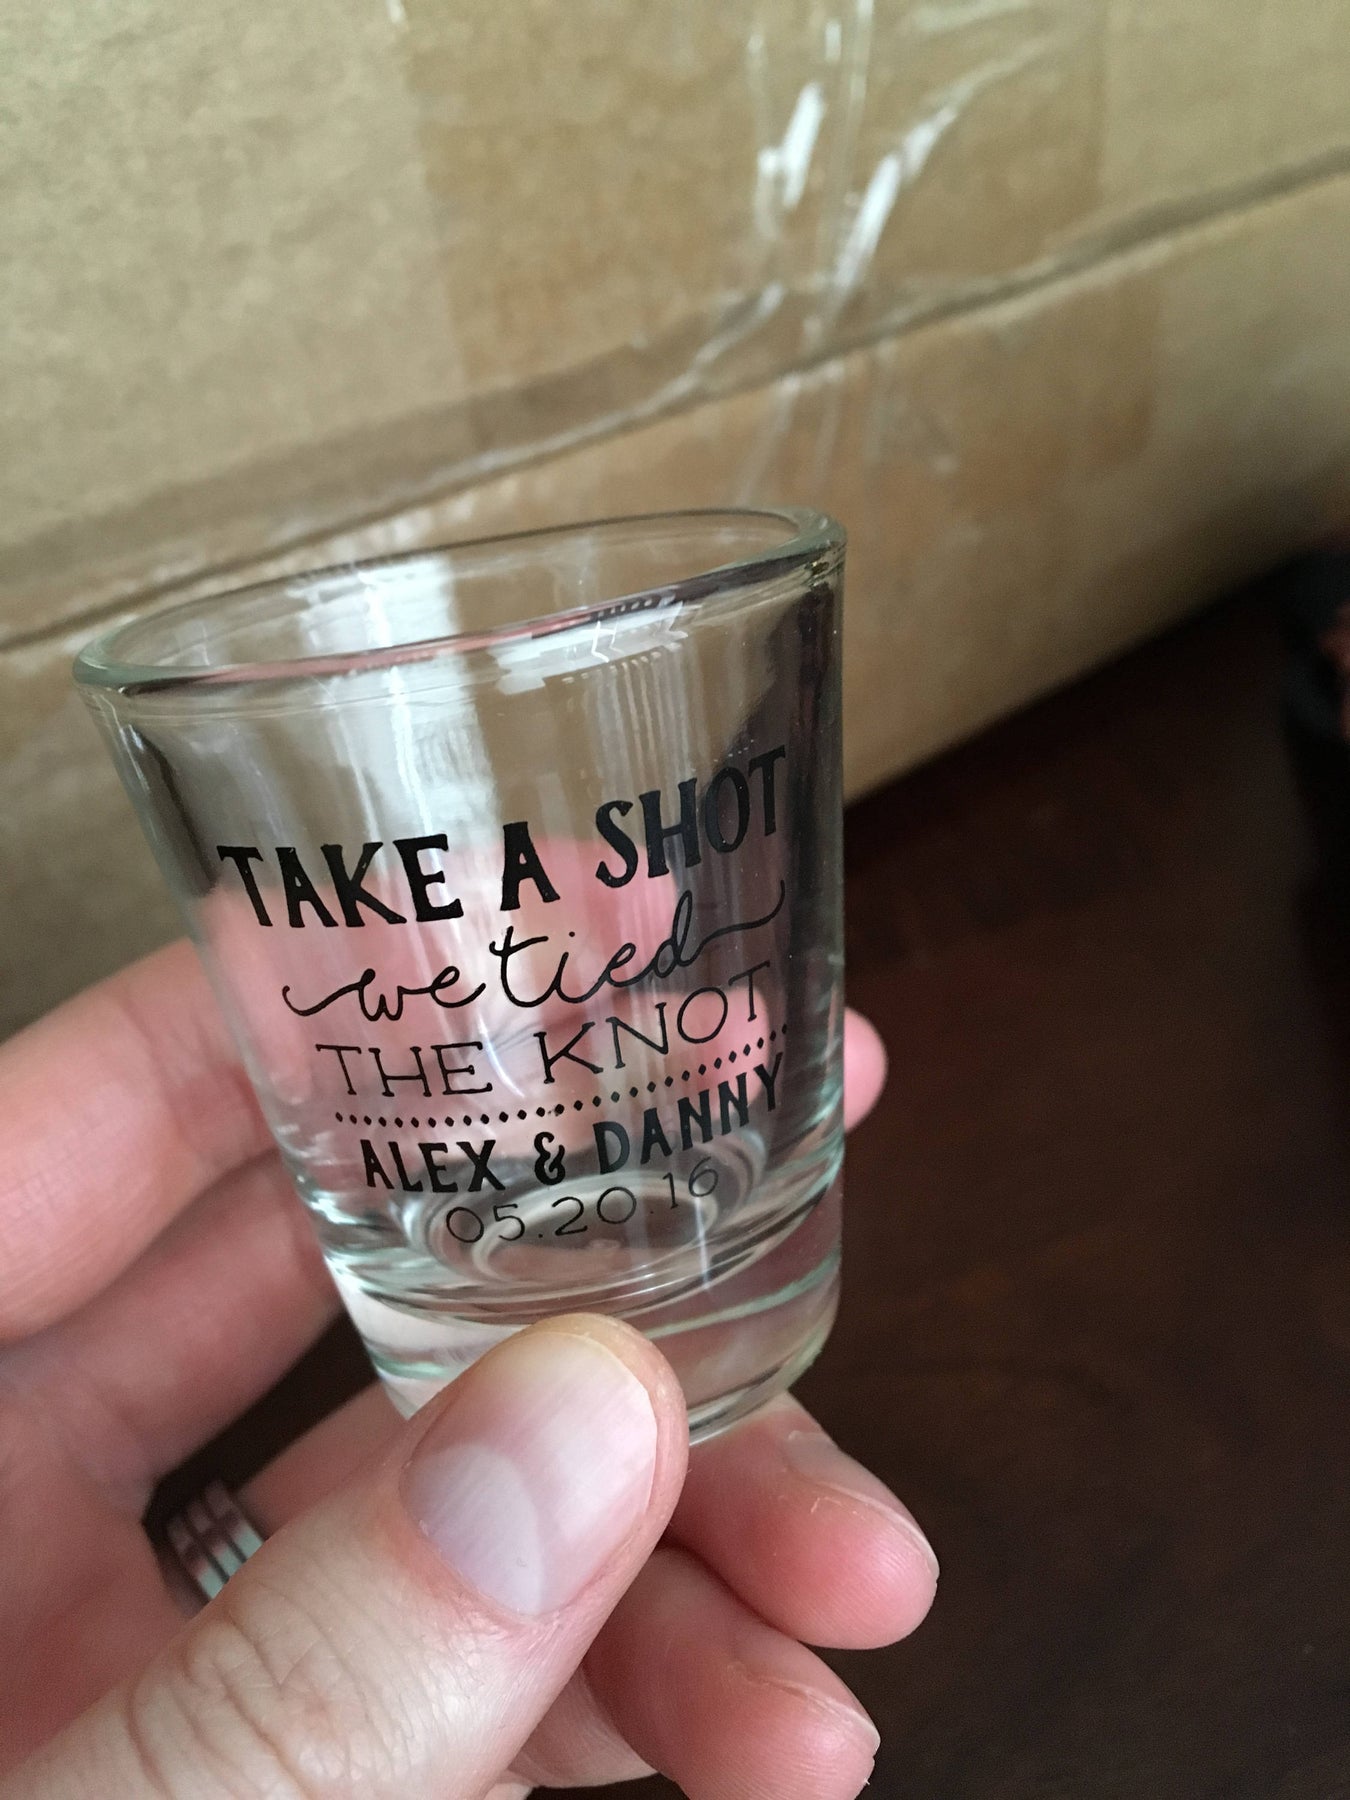 TAKE A SHOT
we tied
THE KNOT
ALEX & DANNY
05.20.16